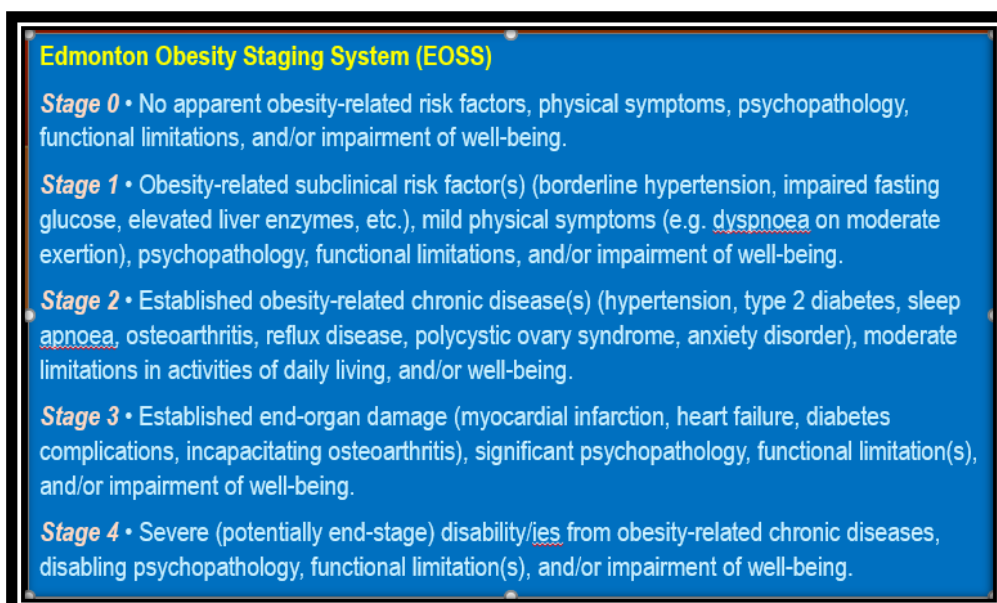 Edmonton Obesity Staging System (EOSS)
Stage 0 • No apparent obesity-related risk factors, physical symptoms, psychopathology,
functional limitations, and/or impairment of well-being.
Stage 1 • Obesity-related subclinical risk factor(s) (borderline hypertension, impaired fasting
glucose, elevated liver enzymes, etc.), mild physical symptoms (e.g. dyspnoea on moderate
exertion), psychopathology, functional limitations, and/or impairment of well-being.
Stage 2 • Established obesity-related chronic disease(s) (hypertension, type 2 diabetes, sleep
apnoea, osteoarthritis, reflux disease, polycystic ovary syndrome, anxiety disorder), moderate
limitations in activities of daily living, and/or well-being.
Stage 3 • Established end-organ damage (myocardial infarction, heart failure, diabetes
complications, incapacitating osteoarthritis), significant psychopathology, functional limitation(s),
and/or impairment of well-being.
Stage 4 • Severe (potentially end-stage) disability/ies from obesity-related chronic diseases,
disabling psychopathology, functional limitation(s), and/or impairment of well-being.